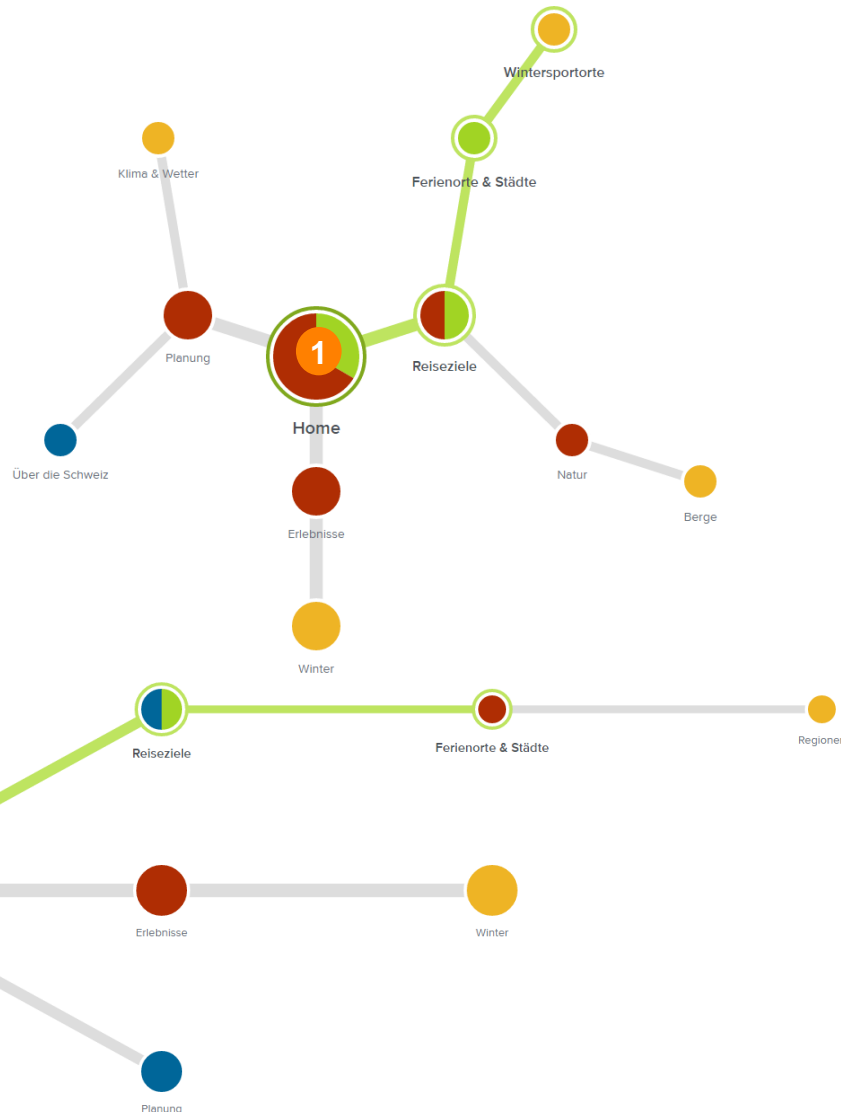 Wintersportorte
Klima & Wetter
Ferienorte & Städte
Planung
1
Reiseziele
Home
Über die Schweiz
Natur
Berge
Erlebnisse
Winter
Reiseziele
Ferienorte & Städte
Regionen
Erlebnisse
Winter
Planung